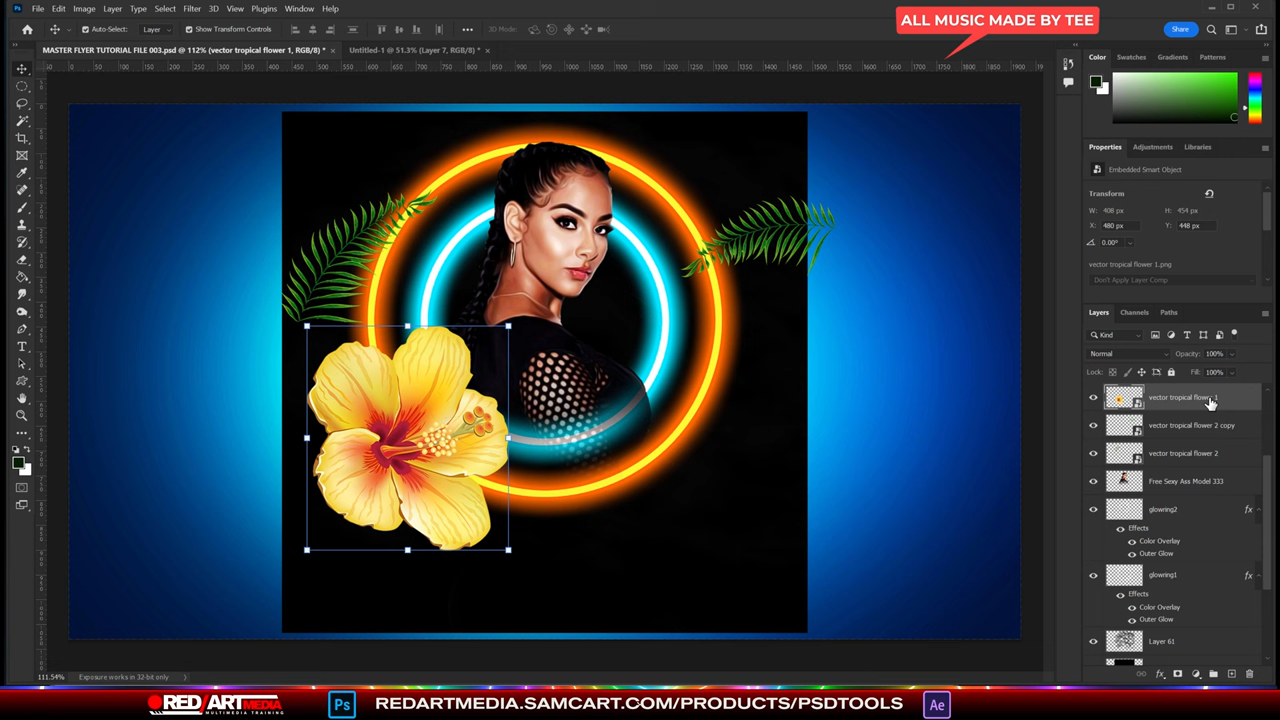 File Edit Image Layer Type Select Filter 3D View Plugins Window Help
ALL MUSIC MADE BY TEE
Auto-Select: Layer Show Transform Controls 3D Mode: Share
MASTER FLYER TUTORIAL FILE 003.psd @ 112% (vector tropical flower 1, RGB/8) * × Untitled-1 @ 51.3% (Layer 7, RGB/8) * ×
Color Swatches Gradients Patterns
Properties Adjustments Libraries
Embedded Smart Object
Transform
W: 408 px H: 454 px
X: 480 px Y: 448 px
0.00°
vector tropical flower 1.png
Don't Apply Layer Comp
Layers Channels Paths
Kind
Normal Opacity: 100%
Lock: Fill: 100%
vector tropical flower 1
vector tropical flower 2 copy
vector tropical flower 2
Free Sexy Ass Model 333
glowring2 fx
Effects
Color Overlay
Outer Glow
glowring1 fx
Effects
Color Overlay
Outer Glow
Layer 61
111.54% Exposure works in 32-bit only
RED/ART MEDIA
MULTIMEDIA TRAINING
Ps
REDARTMEDIA.SAMCART.COM/PRODUCTS/PSDTOOLS
Ae